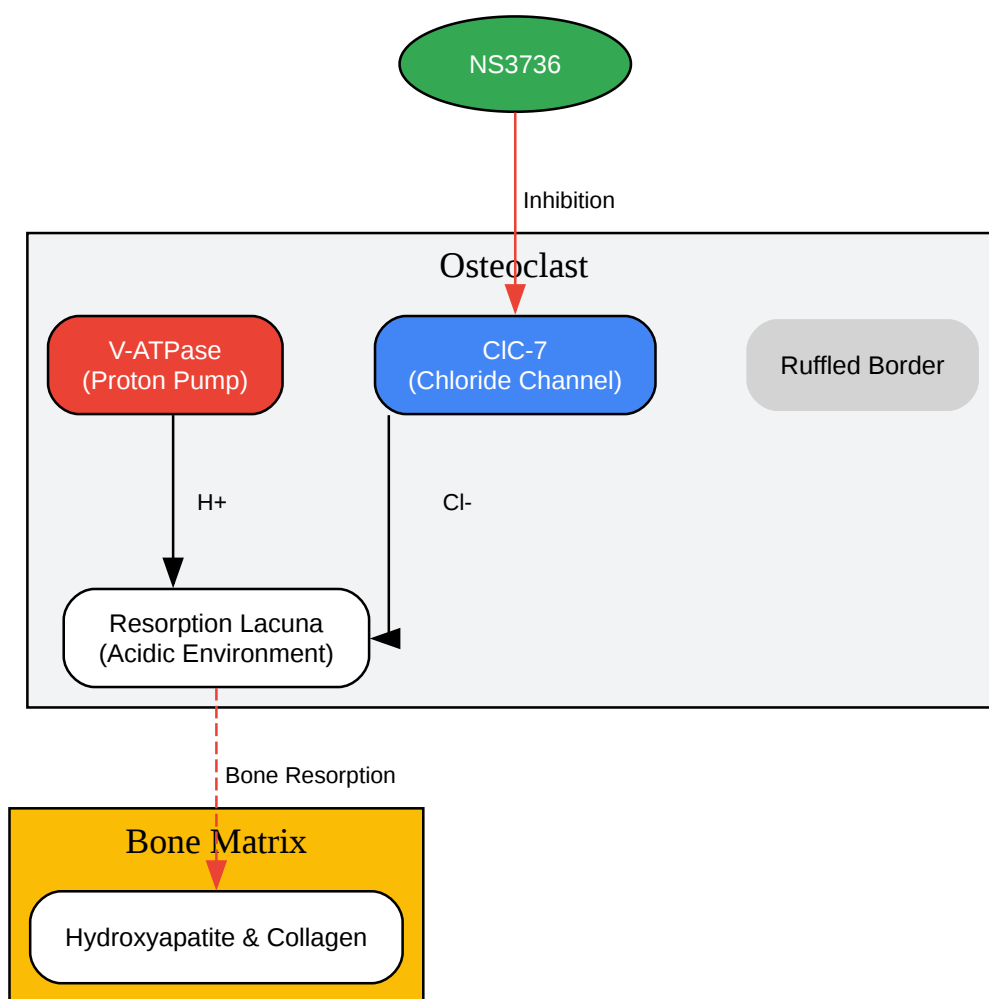 NS3736
Inhibition
Osteoclast
V-ATPase
(Proton Pump)
ClC-7
(Chloride Channel)
Ruffled Border
H+
Cl-
Resorption Lacuna
(Acidic Environment)
Bone Resorption
Bone Matrix
Hydroxyapatite & Collagen